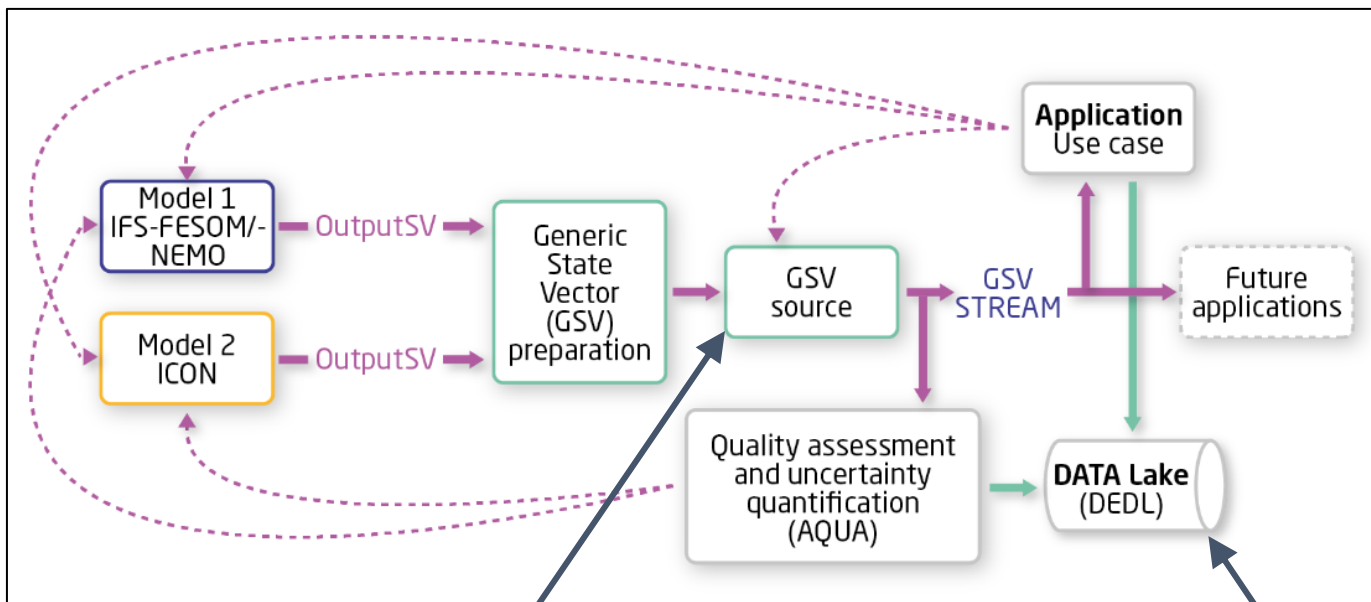 Application
Use case
Model 1
IFS-FESOM/-
NEMO
OutputSV
Generic
State
Vector
(GSV)
preparation
GSV
source
GSV
STREAM
Future
applications
Model 2
ICON
OutputSV
Quality assessment
and uncertainty
quantification
(AQUA)
DATA Lake
(DEDL)